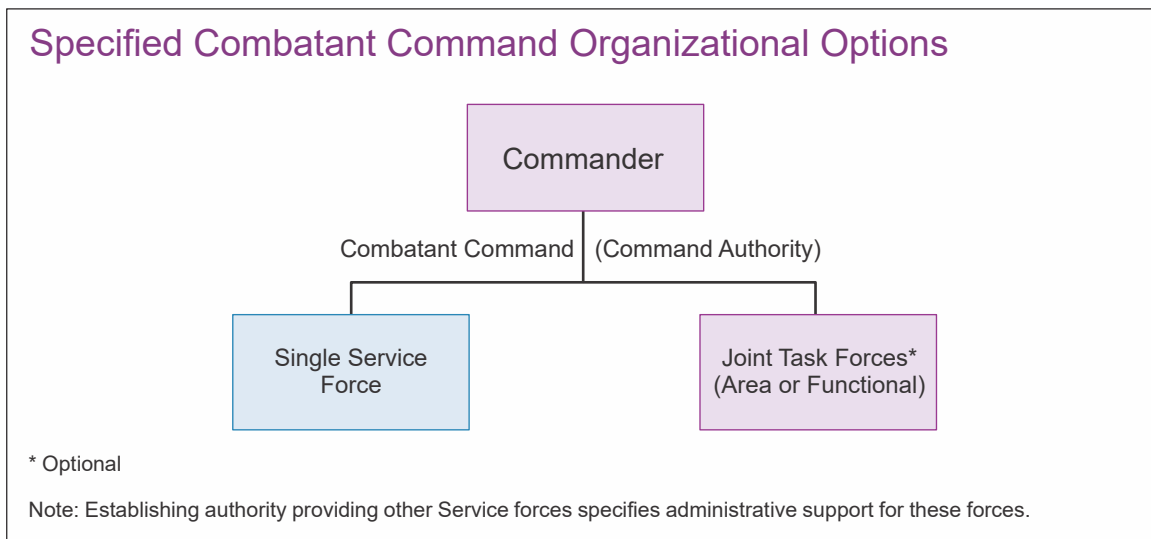 Specified Combatant Command Organizational Options
Commander
Combatant Command (Command Authority)
Single Service
Force
Joint Task Forces*
(Area or Functional)
* Optional
Note: Establishing authority providing other Service forces specifies administrative support for these forces.